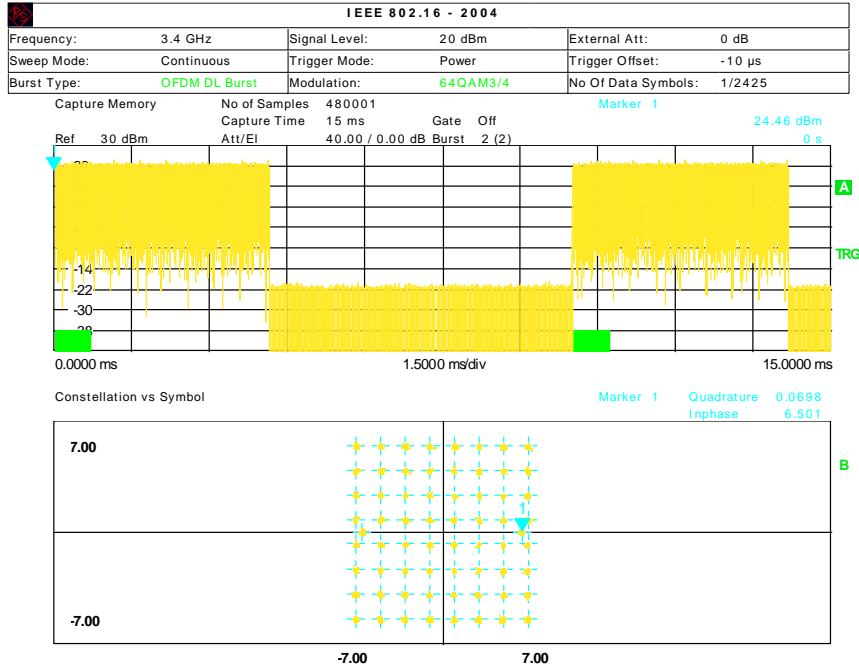 IEEE 802.16 - 2004
Frequency: 3.4 GHz Signal Level: 20 dBm External Att: 0 dB
Sweep Mode: Continuous Trigger Mode: Power Trigger Offset: -10 µs
Burst Type: OFDM DL Burst Modulation: 64QAM3/4 No Of Data Symbols: 1/2425
Capture Memory No of Samples 480001 Marker 1
Capture Time 15 ms Gate Off 24.46 dBm
Ref 30 dBm Att/El 40.00 / 0.00 dB Burst 2 (2) 0 s
A
TRG
-14
-22
-30
0.0000 ms 1.5000 ms/div 15.0000 ms
Constellation vs Symbol Marker 1 Quadrature 0.0698
Inphase 6.501
7.00
B
1
-7.00
-7.00 7.00